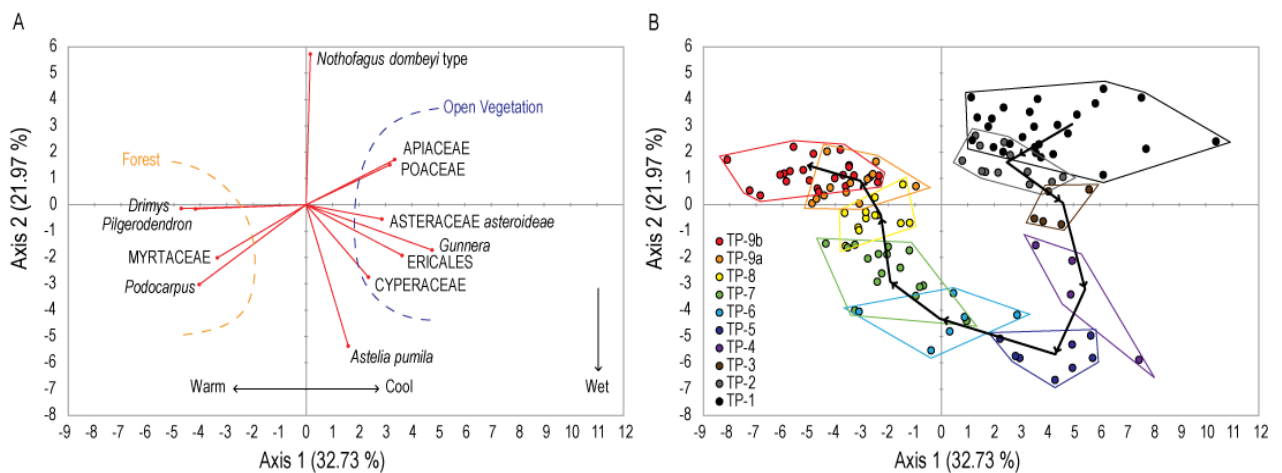 A
6
5
4
3
2
1
0
-1
-2
-3
-4
-5
-6
-7
-8
Axis 2 (21.97 %)
Nothofagus dombeyi type
Open Vegetation
Forest
APIACEAE
POACEAE
Drimys
Pilgerodendron
ASTERACEAE asteroideae
Gunnera
MYRTACEAE
ERICALES
Podocarpus
CYPERACEAE
Astelia pumila
Warm
Cool
Wet
-9 -8 -7 -6 -5 -4 -3 -2 -1 0 1 2 3 4 5 6 7 8 9 10 11 12
Axis 1 (32.73 %)
B
6
5
4
3
2
1
0
-1
-2
-3
-4
-5
-6
-7
-8
Axis 2 (21.97 %)
TP-9b
TP-9a
TP-8
TP-7
TP-6
TP-5
TP-4
TP-3
TP-2
TP-1
-9 -8 -7 -6 -5 -4 -3 -2 -1 0 1 2 3 4 5 6 7 8 9 10 11 12
Axis 1 (32.73 %)